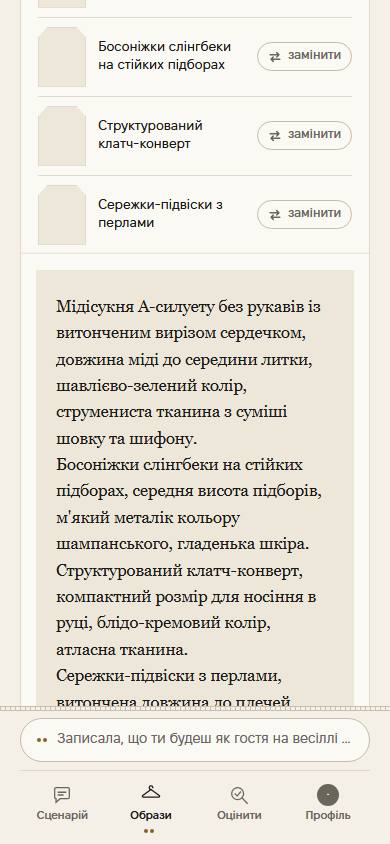 Босоніжки слінгбеки
на стійких підборах
замінити
Структурований
клатч-конверт
замінити
Сережки-підвіски з
перлами
замінити
Мідісукня А-силуету без рукавів із
витонченим вирізом сердечком,
довжина міді до середини литки,
шавлієво-зелений колір,
струмениста тканина з суміші
шовку та шифону.
Босоніжки слінгбеки на стійких
підборах, середня висота підборів,
м'який металік кольору
шампанського, гладенька шкіра.
Структурований клатч-конверт,
компактний розмір для носіння в
руці, блідо-кремовий колір,
атласна тканина.
Сережки-підвіски з перлами,
витончена довжина до плечей
Записала, що ти будеш як гостя на весіллі ...
Сценарій
Образи
Оцінити
Профіль